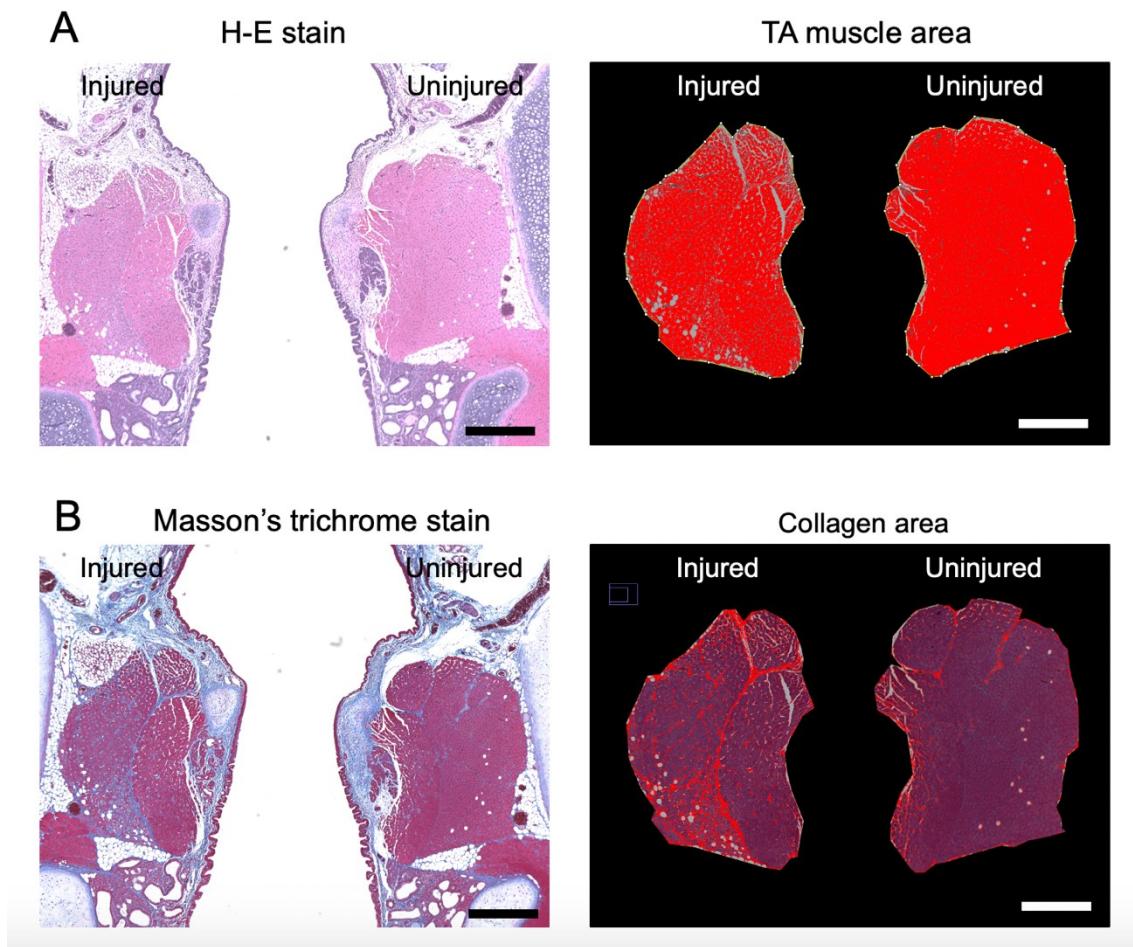 A
H-E stain
TA muscle area
Injured
Uninjured
Injured
Uninjured
B
Masson's trichrome stain
Collagen area
Injured
Uninjured
Injured
Uninjured